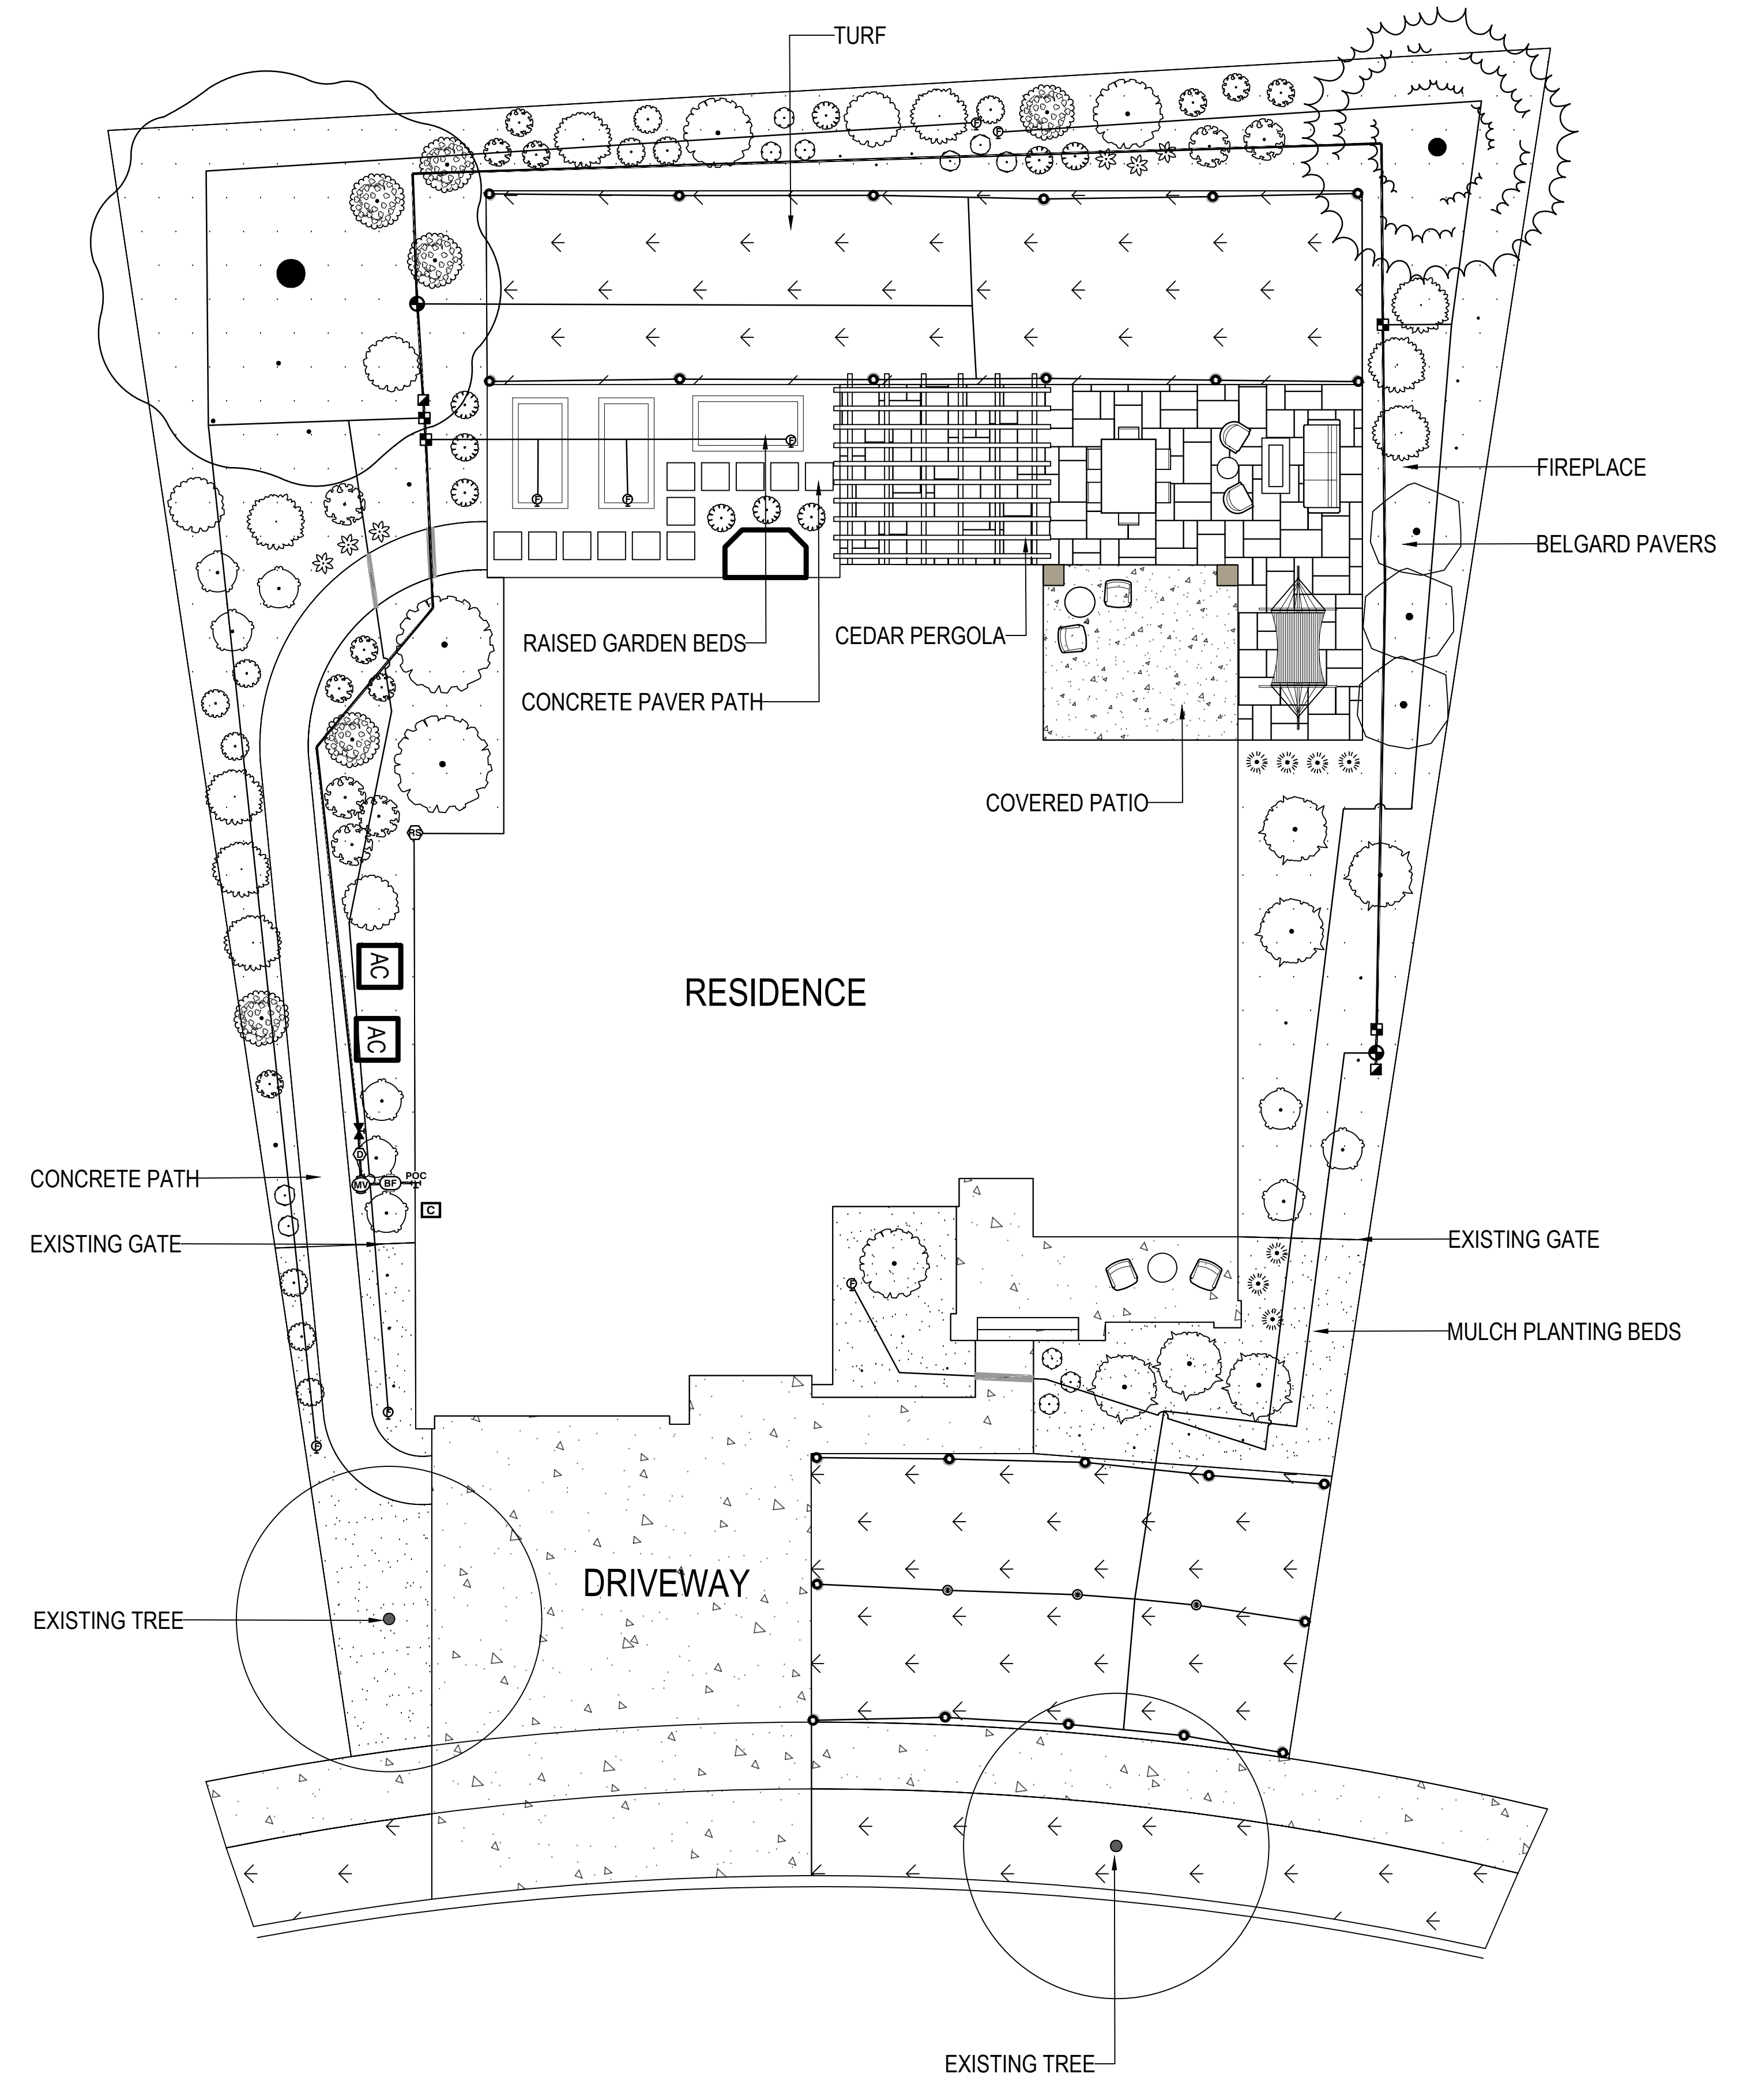 TURF
FIREPLACE
BELGARD PAVERS
RAISED GARDEN BEDS
CEDAR PERGOLA
CONCRETE PAVER PATH
COVERED PATIO
RS
AC
RESIDENCE
AC
D
CONCRETE PATH
POC
MV
BF
C
EXISTING GATE
EXISTING GATE
MULCH PLANTING BEDS
F
F
F
F
F
F
F
F
DRIVEWAY
EXISTING TREE
EXISTING TREE